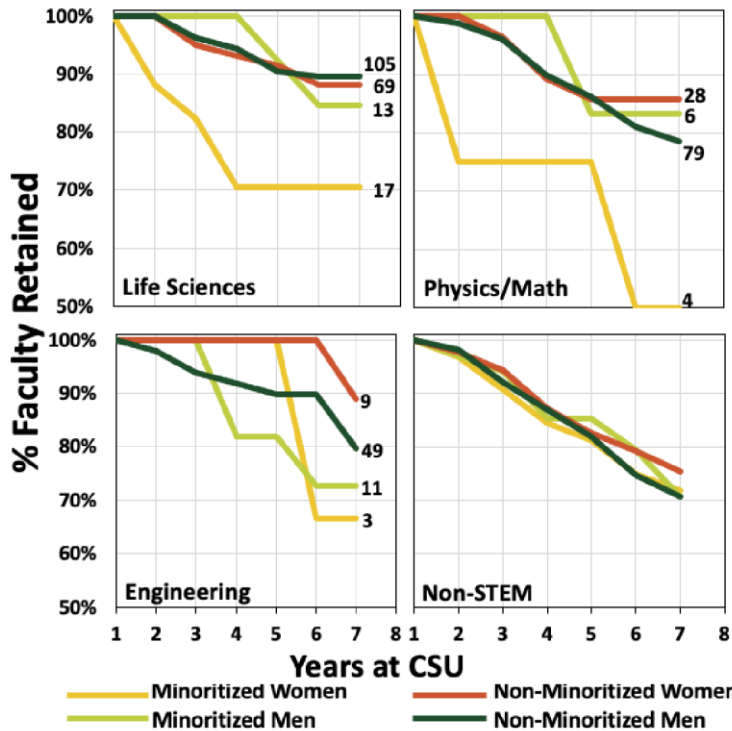 % Faculty Retained
100%
90%
80%
70%
60%
50%
105
69
13
17
Life Sciences
28
6
79
4
Physics/Math
100%
90%
80%
70%
60%
50%
9
49
11
3
Engineering
Non-STEM
1 2 3 4 5 6 7 8
1 2 3 4 5 6 7 8
Years at CSU
Minoritized Women
Non-Minoritized Women
Minoritized Men
Non-Minoritized Men